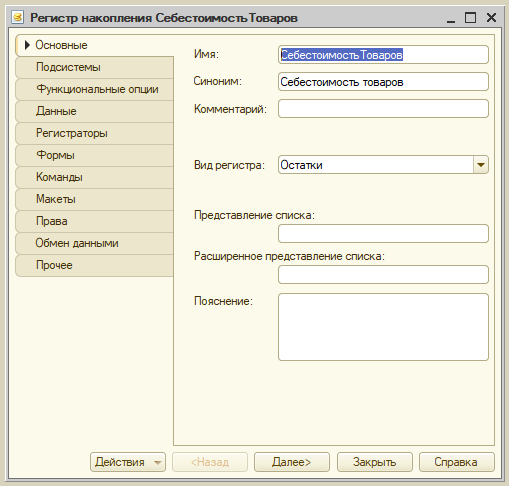 Регистр накопления СебестоимостьТоваров
Основные
Подсистемы
Функциональные опции
Данные
Регистраторы
Формы
Команды
Макеты
Права
Обмен данными
Прочее
Имя: СебестоимостьТоваров
Синоним: Себестоимость товаров
Комментарий:
Вид регистра: Остатки
Представление списка:
Расширенное представление списка:
Пояснение:
Действия <Назад Далее> Закрыть Справка